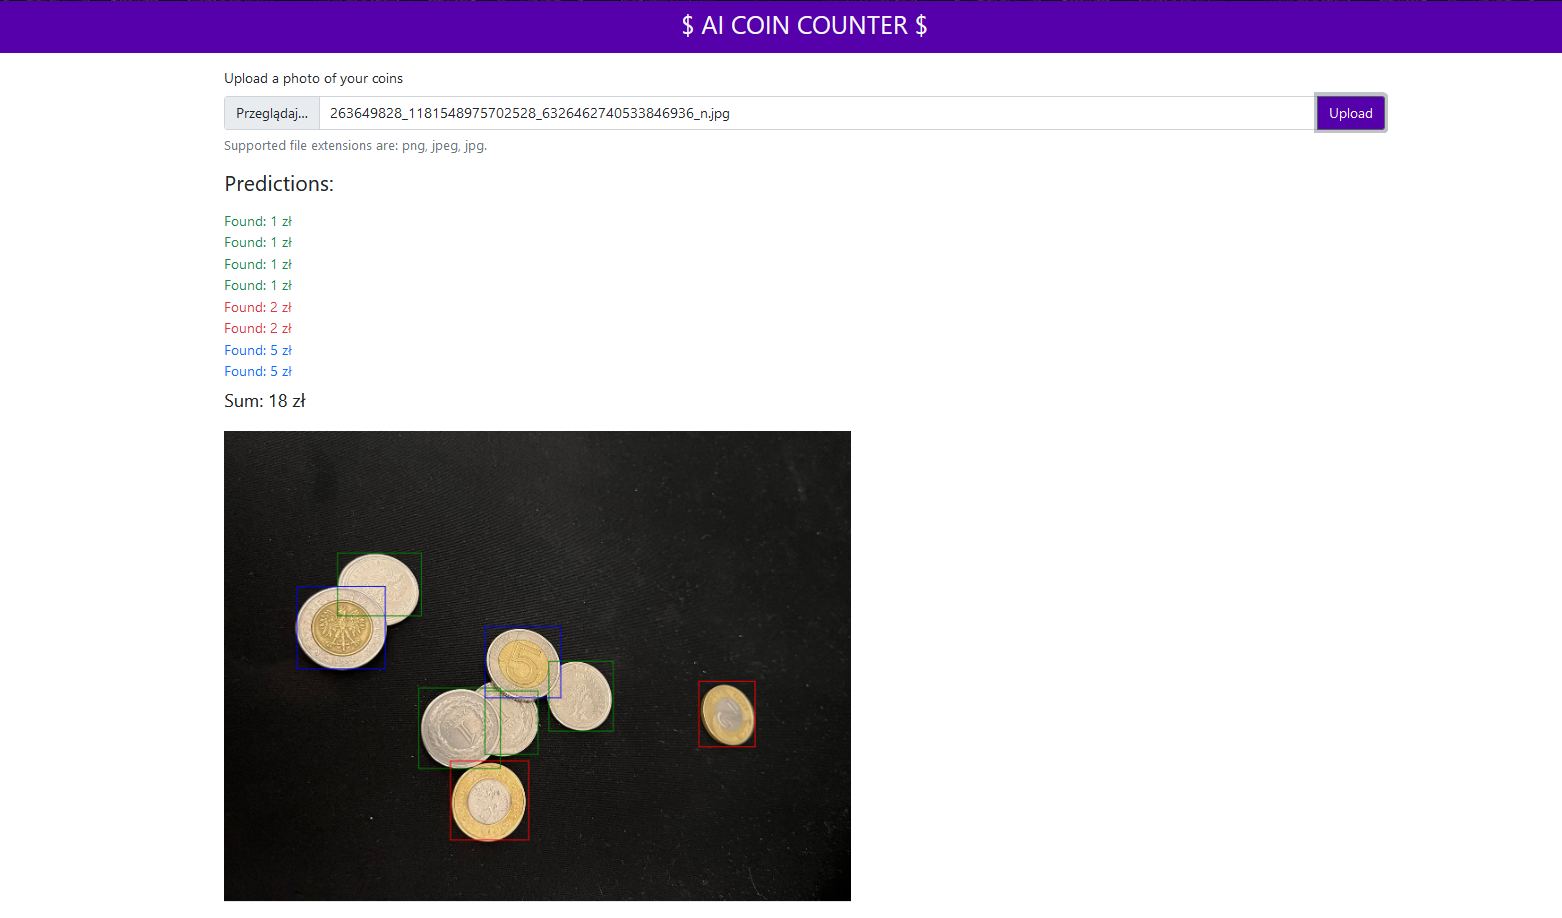 $ AI COIN COUNTER $
Upload a photo of your coins
Przeglądaj... 263649828_1181548975702528_6326462740533846936_n.jpg Upload
Supported file extensions are: png, jpeg, jpg.
Predictions:
Found: 1 zł
Found: 1 zł
Found: 1 zł
Found: 1 zł
Found: 2 zł
Found: 2 zł
Found: 5 zł
Found: 5 zł
Sum: 18 zł
5
1